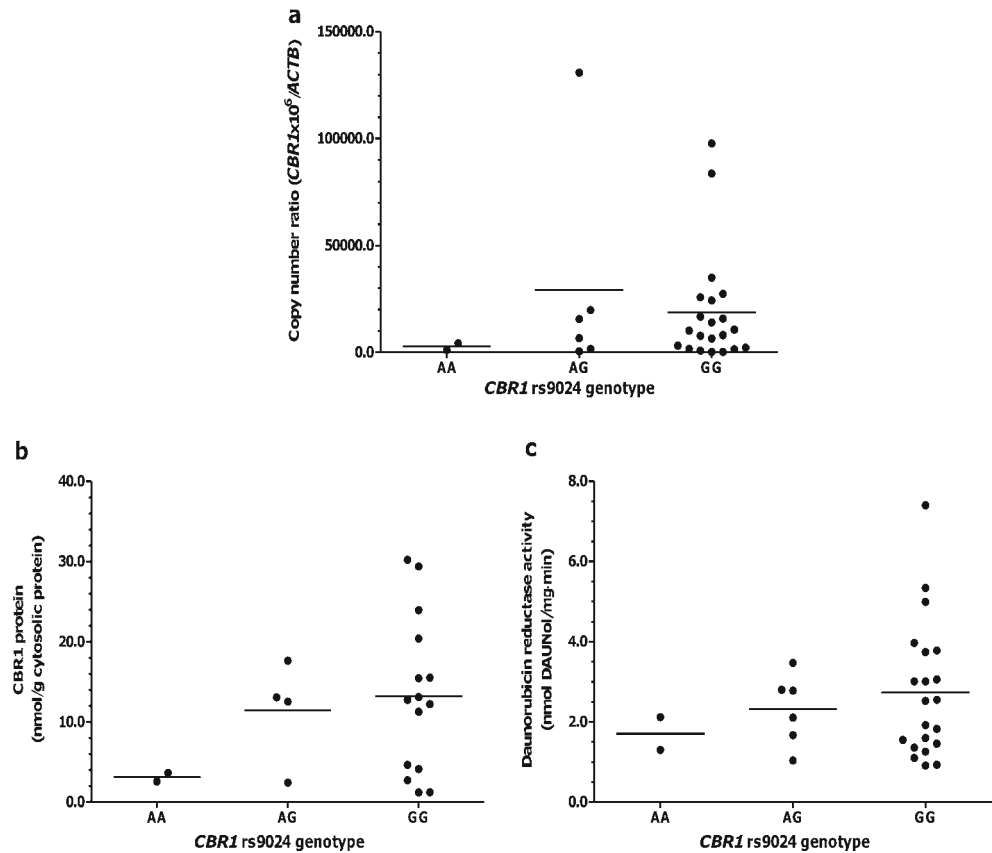 a
Copy number ratio (CBR1x10⁶/ACTB)
150000.0
100000.0
50000.0
0.0
AA AG GG
CBR1 rs9024 genotype
b
CBR1 protein
(nmol/g cytosolic protein)
40.0
30.0
20.0
10.0
0.0
AA AG GG
CBR1 rs9024 genotype
c
Daunorubicin reductase activity
(nmol DAUNol/mg·min)
8.0
6.0
4.0
2.0
0.0
AA AG GG
CBR1 rs9024 genotype